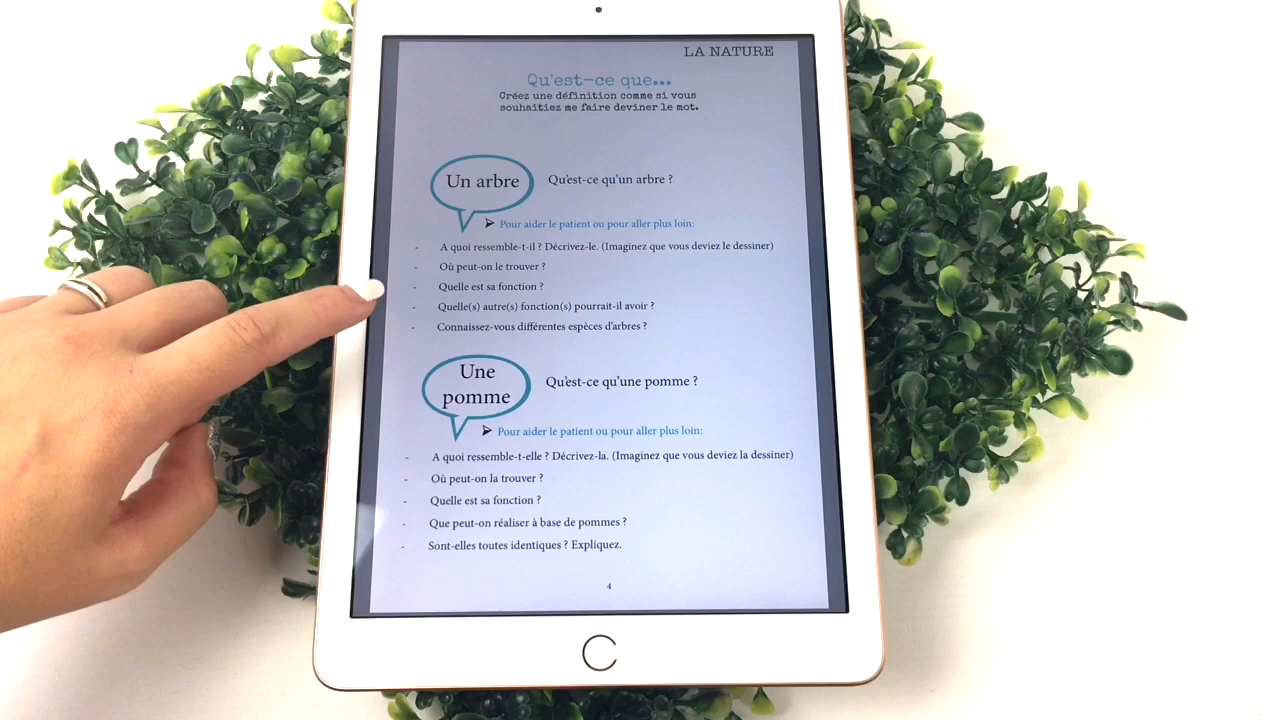 LA NATURE
Qu'est-ce que...
Créez une définition comme si vous
souhaitiez me faire deviner le mot.
Un arbre
Qu'est-ce qu'un arbre ?
Pour aider le patient ou pour aller plus loin:
- A quoi ressemble-t-il ? Décrivez-le. (Imaginez que vous deviez le dessiner)
- Où peut-on le trouver ?
- Quelle est sa fonction ?
- Quelle(s) autre(s) fonction(s) pourrait-il avoir ?
- Connaissez-vous différentes espèces d'arbres ?
Une
pomme
Qu'est-ce qu'une pomme ?
Pour aider le patient ou pour aller plus loin:
- A quoi ressemble-t-elle ? Décrivez-la. (Imaginez que vous deviez la dessiner)
- Où peut-on la trouver ?
- Quelle est sa fonction ?
- Que peut-on réaliser à base de pommes ?
- Sont-elles toutes identiques ? Expliquez.
4